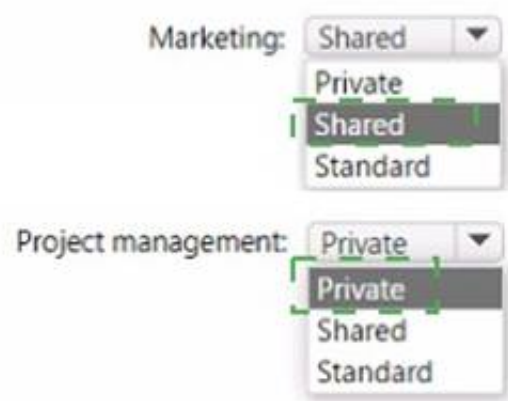 Marketing: Shared
Private
Shared
Standard
Project management: Private
Private
Shared
Standard